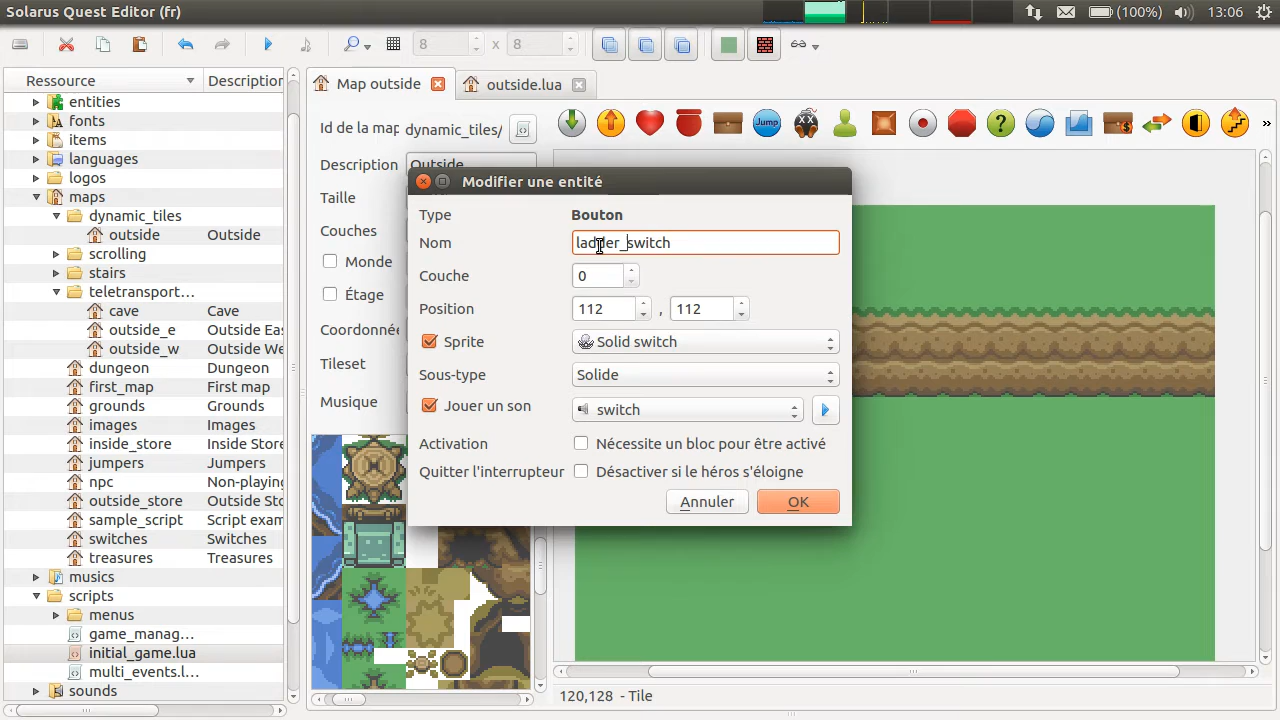 Solarus Quest Editor (fr)
(100%)
13:06
8 x 8
Ressource Description
entities
fonts
items
languages
logos
maps
dynamic_tiles
outside Outside
scrolling
stairs
teletransport...
cave Cave
outside_e Outside Eas
outside_w Outside We
dungeon Dungeon
first_map First map
grounds Grounds
images Images
inside_store Inside Store
jumpers Jumpers
npc Non-playing
outside_store Outside Sto
sample_script Script exam
switches Switches
treasures Treasures
musics
scripts
menus
game_manag...
initial_game.lua
multi_events.l...
sounds
Map outside
outside.lua
Id de la map dynamic_tiles/
Description Outside
Taille
Couches
Monde
Étage
Coordonnée
Tileset
Musique
Jump
»
Modifier une entité
Type Bouton
Nom ladder_switch
Couche 0
Position 112 , 112
Sprite Solid switch
Sous-type Solide
Jouer un son switch
Activation Nécessite un bloc pour être activé
Quitter l'interrupteur Désactiver si le héros s'éloigne
Annuler OK
120,128 - Tile